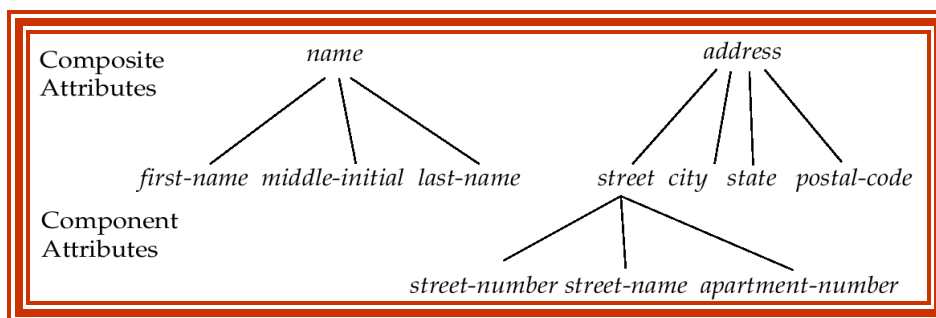 Composite
Attributes
name
address
first-name middle-initial last-name
street city state postal-code
Component
Attributes
street-number street-name apartment-number